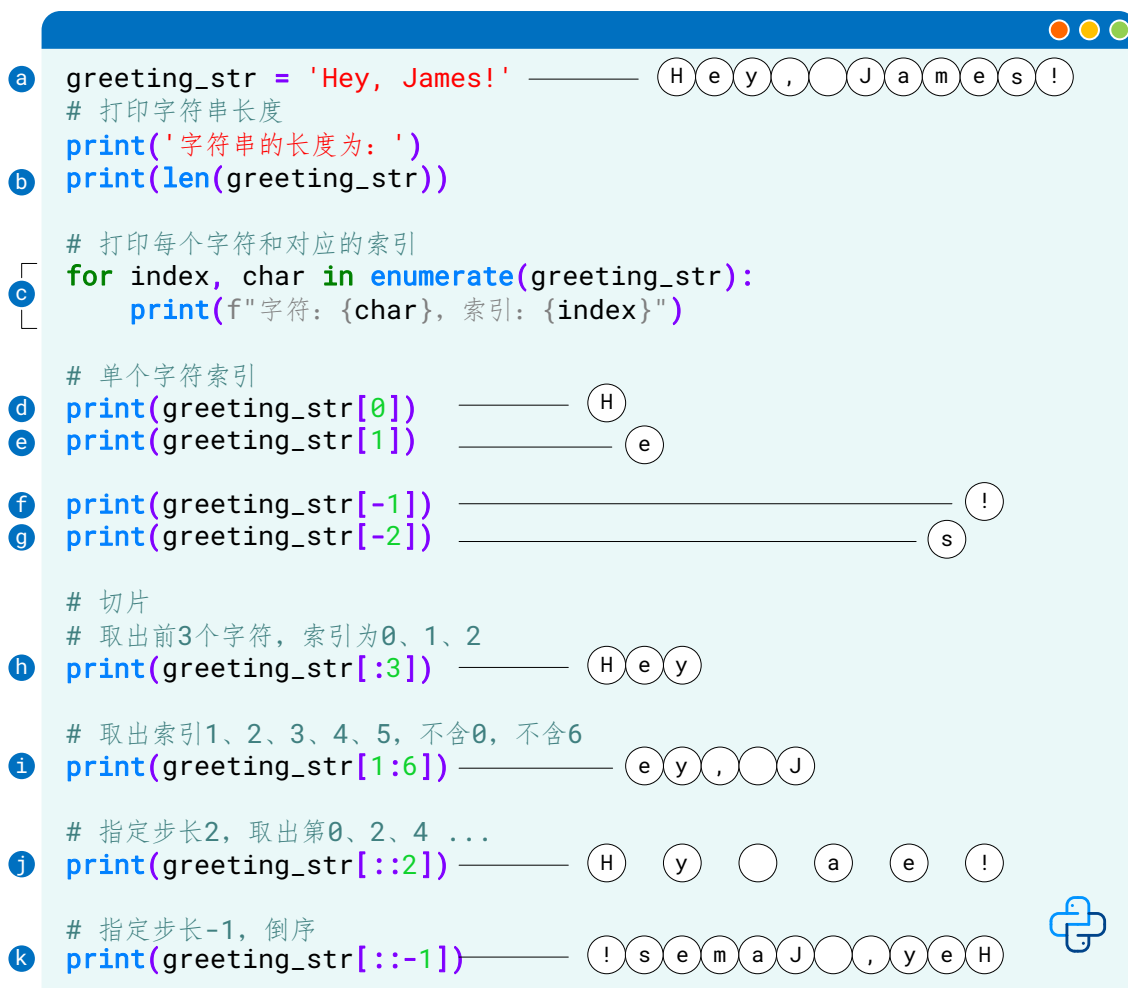 a greeting_str = 'Hey, James!' H e y ,   J a m e s !
# 打印字符串长度
print('字符串的长度为: ')
b print(len(greeting_str))
# 打印每个字符和对应的索引
for index, char in enumerate(greeting_str):
c
print(f"字符: {char}, 索引: {index}")
# 单个字符索引
d print(greeting_str[0]) H
e print(greeting_str[1]) e
f print(greeting_str[-1]) !
g print(greeting_str[-2]) s
# 切片
# 取出前3个字符, 索引为0、1、2
h print(greeting_str[:3]) H e y
# 取出索引1、2、3、4、5, 不含0, 不含6
i print(greeting_str[1:6]) e y ,   J
# 指定步长2, 取出第0、2、4 ...
j print(greeting_str[::2]) H y   a e !
# 指定步长-1, 倒序
k print(greeting_str[::-1]) ! s e m a J   , y e H